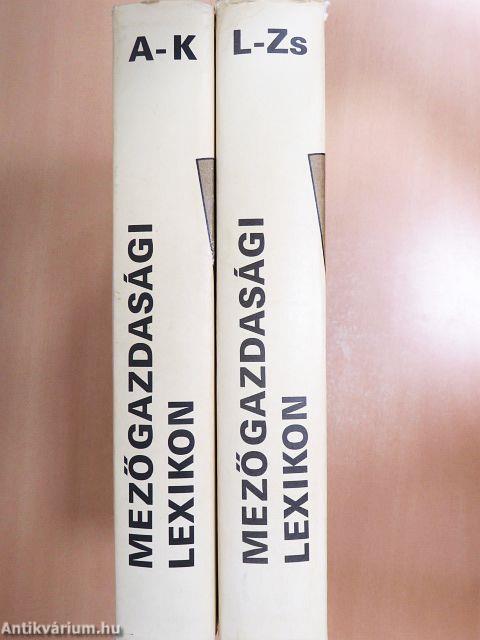 A-K
MEZŐGAZDASÁGI
LEXIKON
L-Zs
MEZŐGAZDASÁGI
LEXIKON
Antikvárium.hu